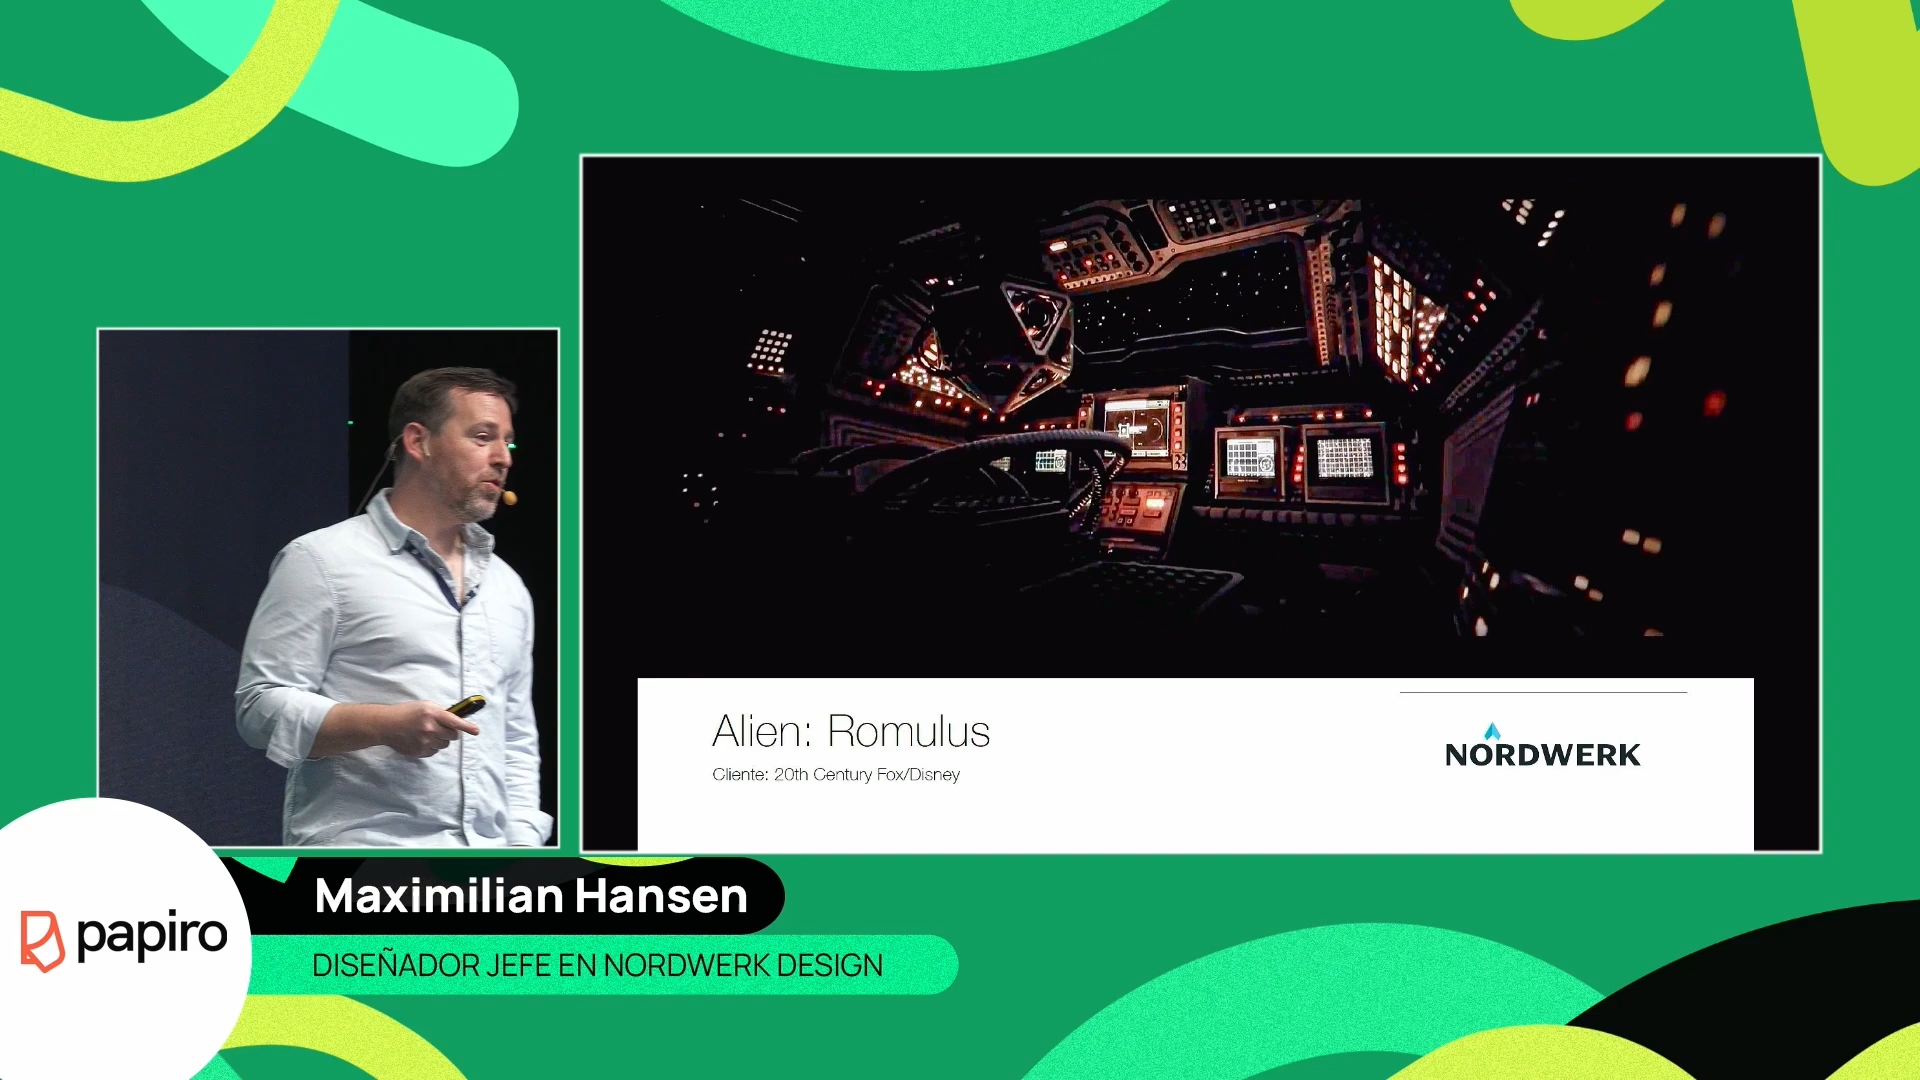 Alien: Romulus
Cliente: 20th Century Fox/Disney
NORDWERK
Maximilian Hansen
DISEÑADOR JEFE EN NORDWERK DESIGN
papiro